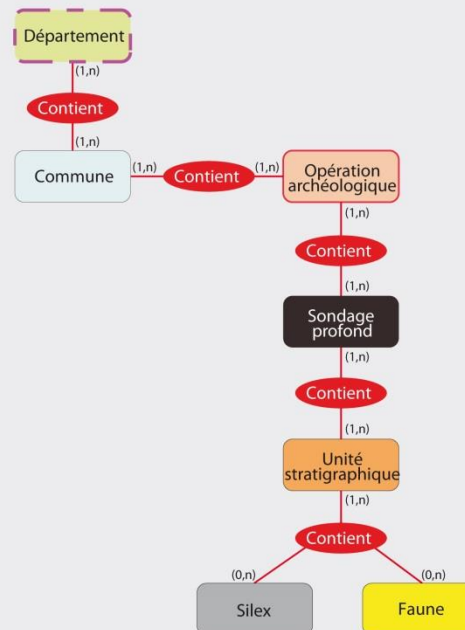 Département
(1,n)
Contient
(1,n)
Commune
(1,n)
Contient
(1,n)
Opération
archéologique
(1,n)
Contient
(1,n)
Sondage
profond
(1,n)
Contient
(1,n)
Unité
stratigraphique
(1,n)
Contient
(0,n)
(0,n)
Silex
Faune